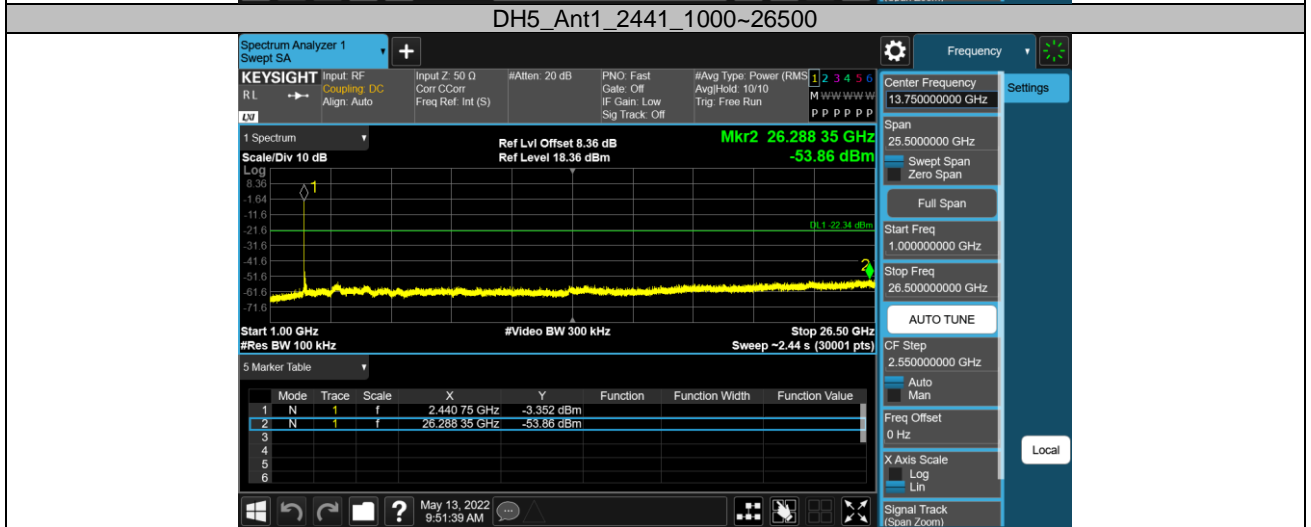 (Span Zoom)
DH5_Ant1_2441_1000~26500
Spectrum Analyzer 1
Swept SA
+
Frequency
KEYSIGHT
RL
LXI
Input: RF
Coupling: DC
Align: Auto
Input Z: 50 Ω
Corr CCorr
Freq Ref: Int (S)
#Atten: 20 dB
PNO: Fast
Gate: Off
IF Gain: Low
Sig Track: Off
#Avg Type: Power (RMS
Avg|Hold: 10/10
Trig: Free Run
1 2 3 4 5 6
M W W W W W
P P P P P P
1 Spectrum
Scale/Div 10 dB
Ref Lvl Offset 8.36 dB
Ref Level 18.36 dBm
Mkr2 26.288 35 GHz
-53.86 dBm
Log
8.36
-1.64
-11.6
-21.6
-31.6
-41.6
-51.6
-61.6
-71.6
1
DL1 -22.34 dBm
2
Start 1.00 GHz
#Res BW 100 kHz
#Video BW 300 kHz
Stop 26.50 GHz
Sweep ~2.44 s (30001 pts)
5 Marker Table
Mode Trace Scale X Y Function Function Width Function Value
1 N 1 f 2.440 75 GHz -3.352 dBm
2 N 1 f 26.288 35 GHz -53.86 dBm
3
4
5
6
?
May 13, 2022
9:51:39 AM
Center Frequency
13.750000000 GHz
Settings
Span
25.5000000 GHz
Swept Span
Zero Span
Full Span
Start Freq
1.000000000 GHz
Stop Freq
26.500000000 GHz
AUTO TUNE
CF Step
2.550000000 GHz
Auto
Man
Freq Offset
0 Hz
Local
X Axis Scale
Log
Lin
Signal Track
(Span Zoom)